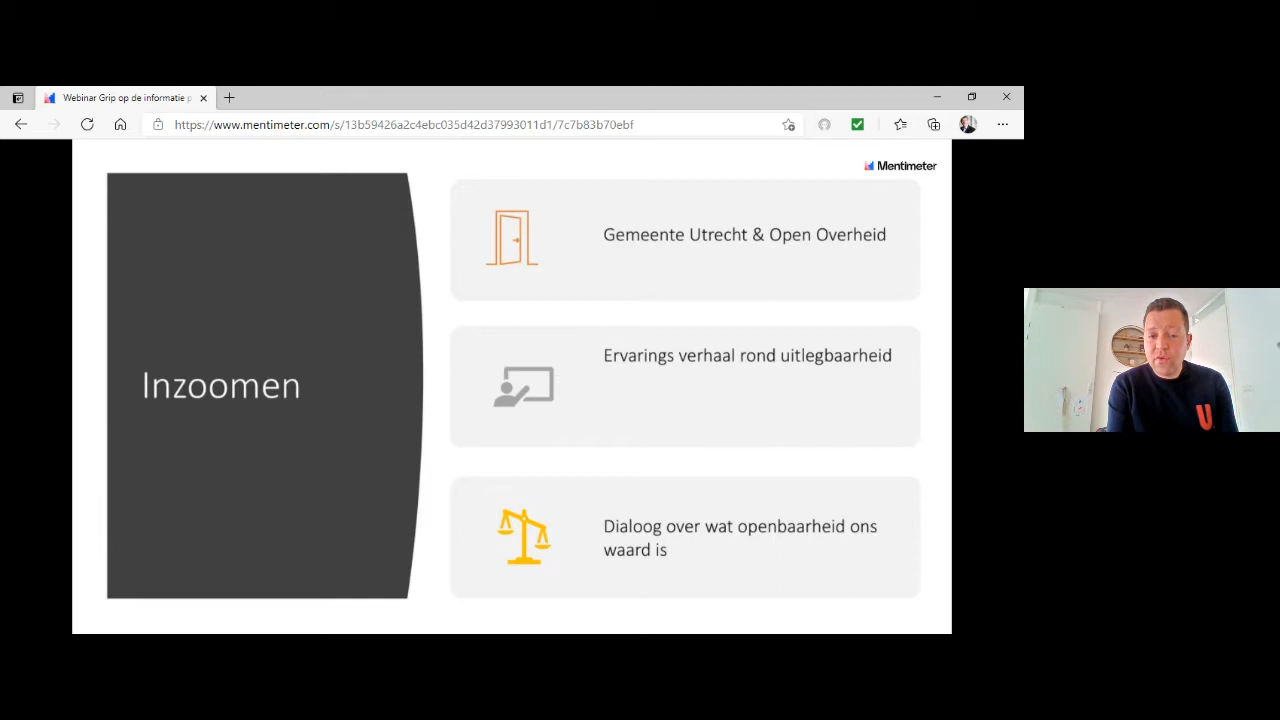 Webinar Grip op de informatie p
https://www.mentimeter.com/s/13b59426a2c4ebc035d42d37993011d1/7c7b83b70ebf
Mentimeter
Inzoomen
Gemeente Utrecht & Open Overheid
Ervarings verhaal rond uitlegbaarheid
Dialoog over wat openbaarheid ons
waard is
U